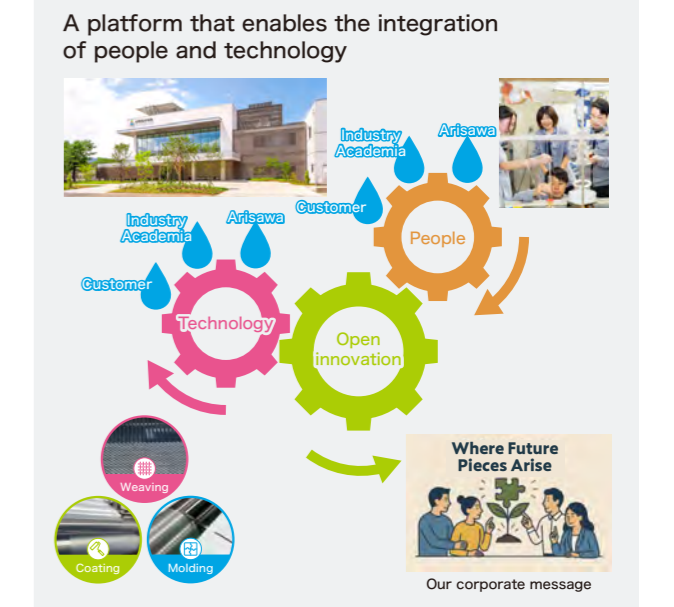 A platform that enables the integration
of people and technology
Industry
Academia
Arisawa
Customer
People
Industry
Academia
Arisawa
Customer
Technology
Open
innovation
Where Future
Pieces Arise
Weaving
Coating
Molding
Our corporate message